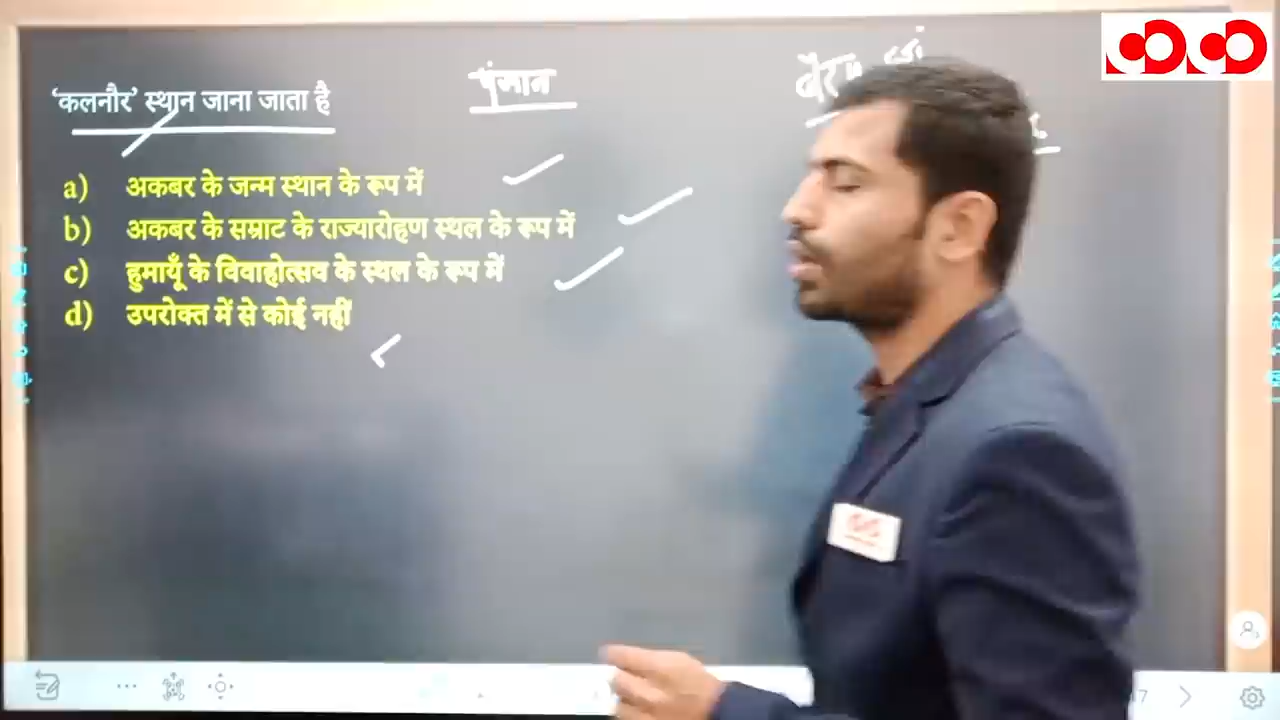 'कलनौर' स्थान जाना जाता है
a) अकबर के जन्म स्थान के रूप में
b) अकबर के सम्राट के राज्यारोहण स्थल के रूप में
c) हुमायूँ के विवाहोत्सव के स्थल के रूप में
d) उपरोक्त में से कोई नहीं